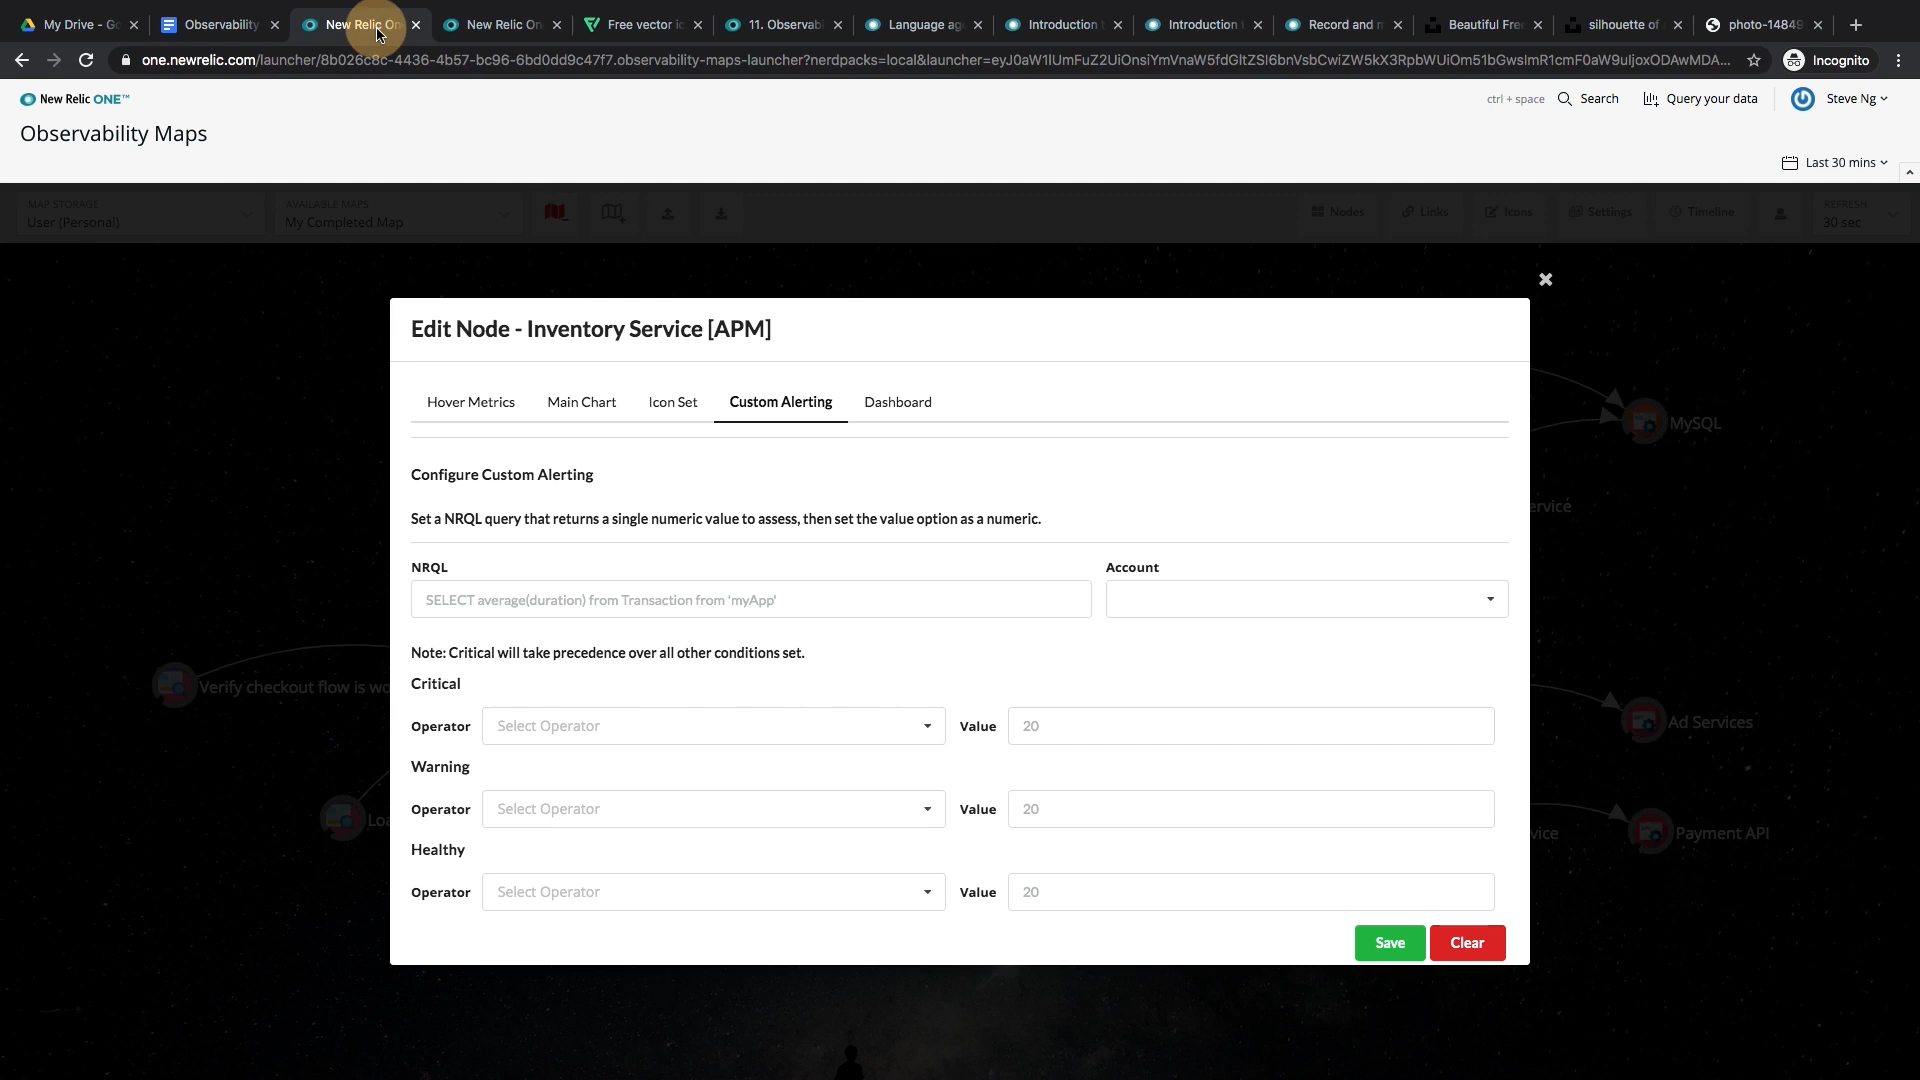 My Drive - Go
Observability
New Relic On
New Relic On
Free vector ic
11. Observabi
Language ag
Introduction t
Introduction t
Record and m
Beautiful Free
silhouette of
photo-14849
one.newrelic.com/launcher/8b026c8c-4436-4b57-bc96-6bd0dd9c47f7.observability-maps-launcher?nerdpacks=local&launcher=eyJ0aW1lUmFuZ2UiOnsiYmVnaW5fdGltZSI6bnVsbCwiZW5kX3RpbWUiOm51bGwsImR1cmF0aW9uIjoxODAwMDA...
Incognito
New Relic ONE™
ctrl + space
Search
Query your data
Steve Ng
Observability Maps
Last 30 mins
MAP STORAGE
User (Personal)
AVAILABLE MAPS
My Completed Map
Nodes
Links
Icons
Settings
Timeline
REFRESH
30 sec
Edit Node - Inventory Service [APM]
Hover Metrics
Main Chart
Icon Set
Custom Alerting
Dashboard
MySQL
Configure Custom Alerting
ervice
Set a NRQL query that returns a single numeric value to assess, then set the value option as a numeric.
NRQL
Account
SELECT average(duration) from Transaction from 'myApp'
Note: Critical will take precedence over all other conditions set.
Critical
Verify checkout flow is wo
Operator
Select Operator
Value
20
Ad Services
Warning
Operator
Select Operator
Value
20
Loa
vice
Payment API
Healthy
Operator
Select Operator
Value
20
Save
Clear